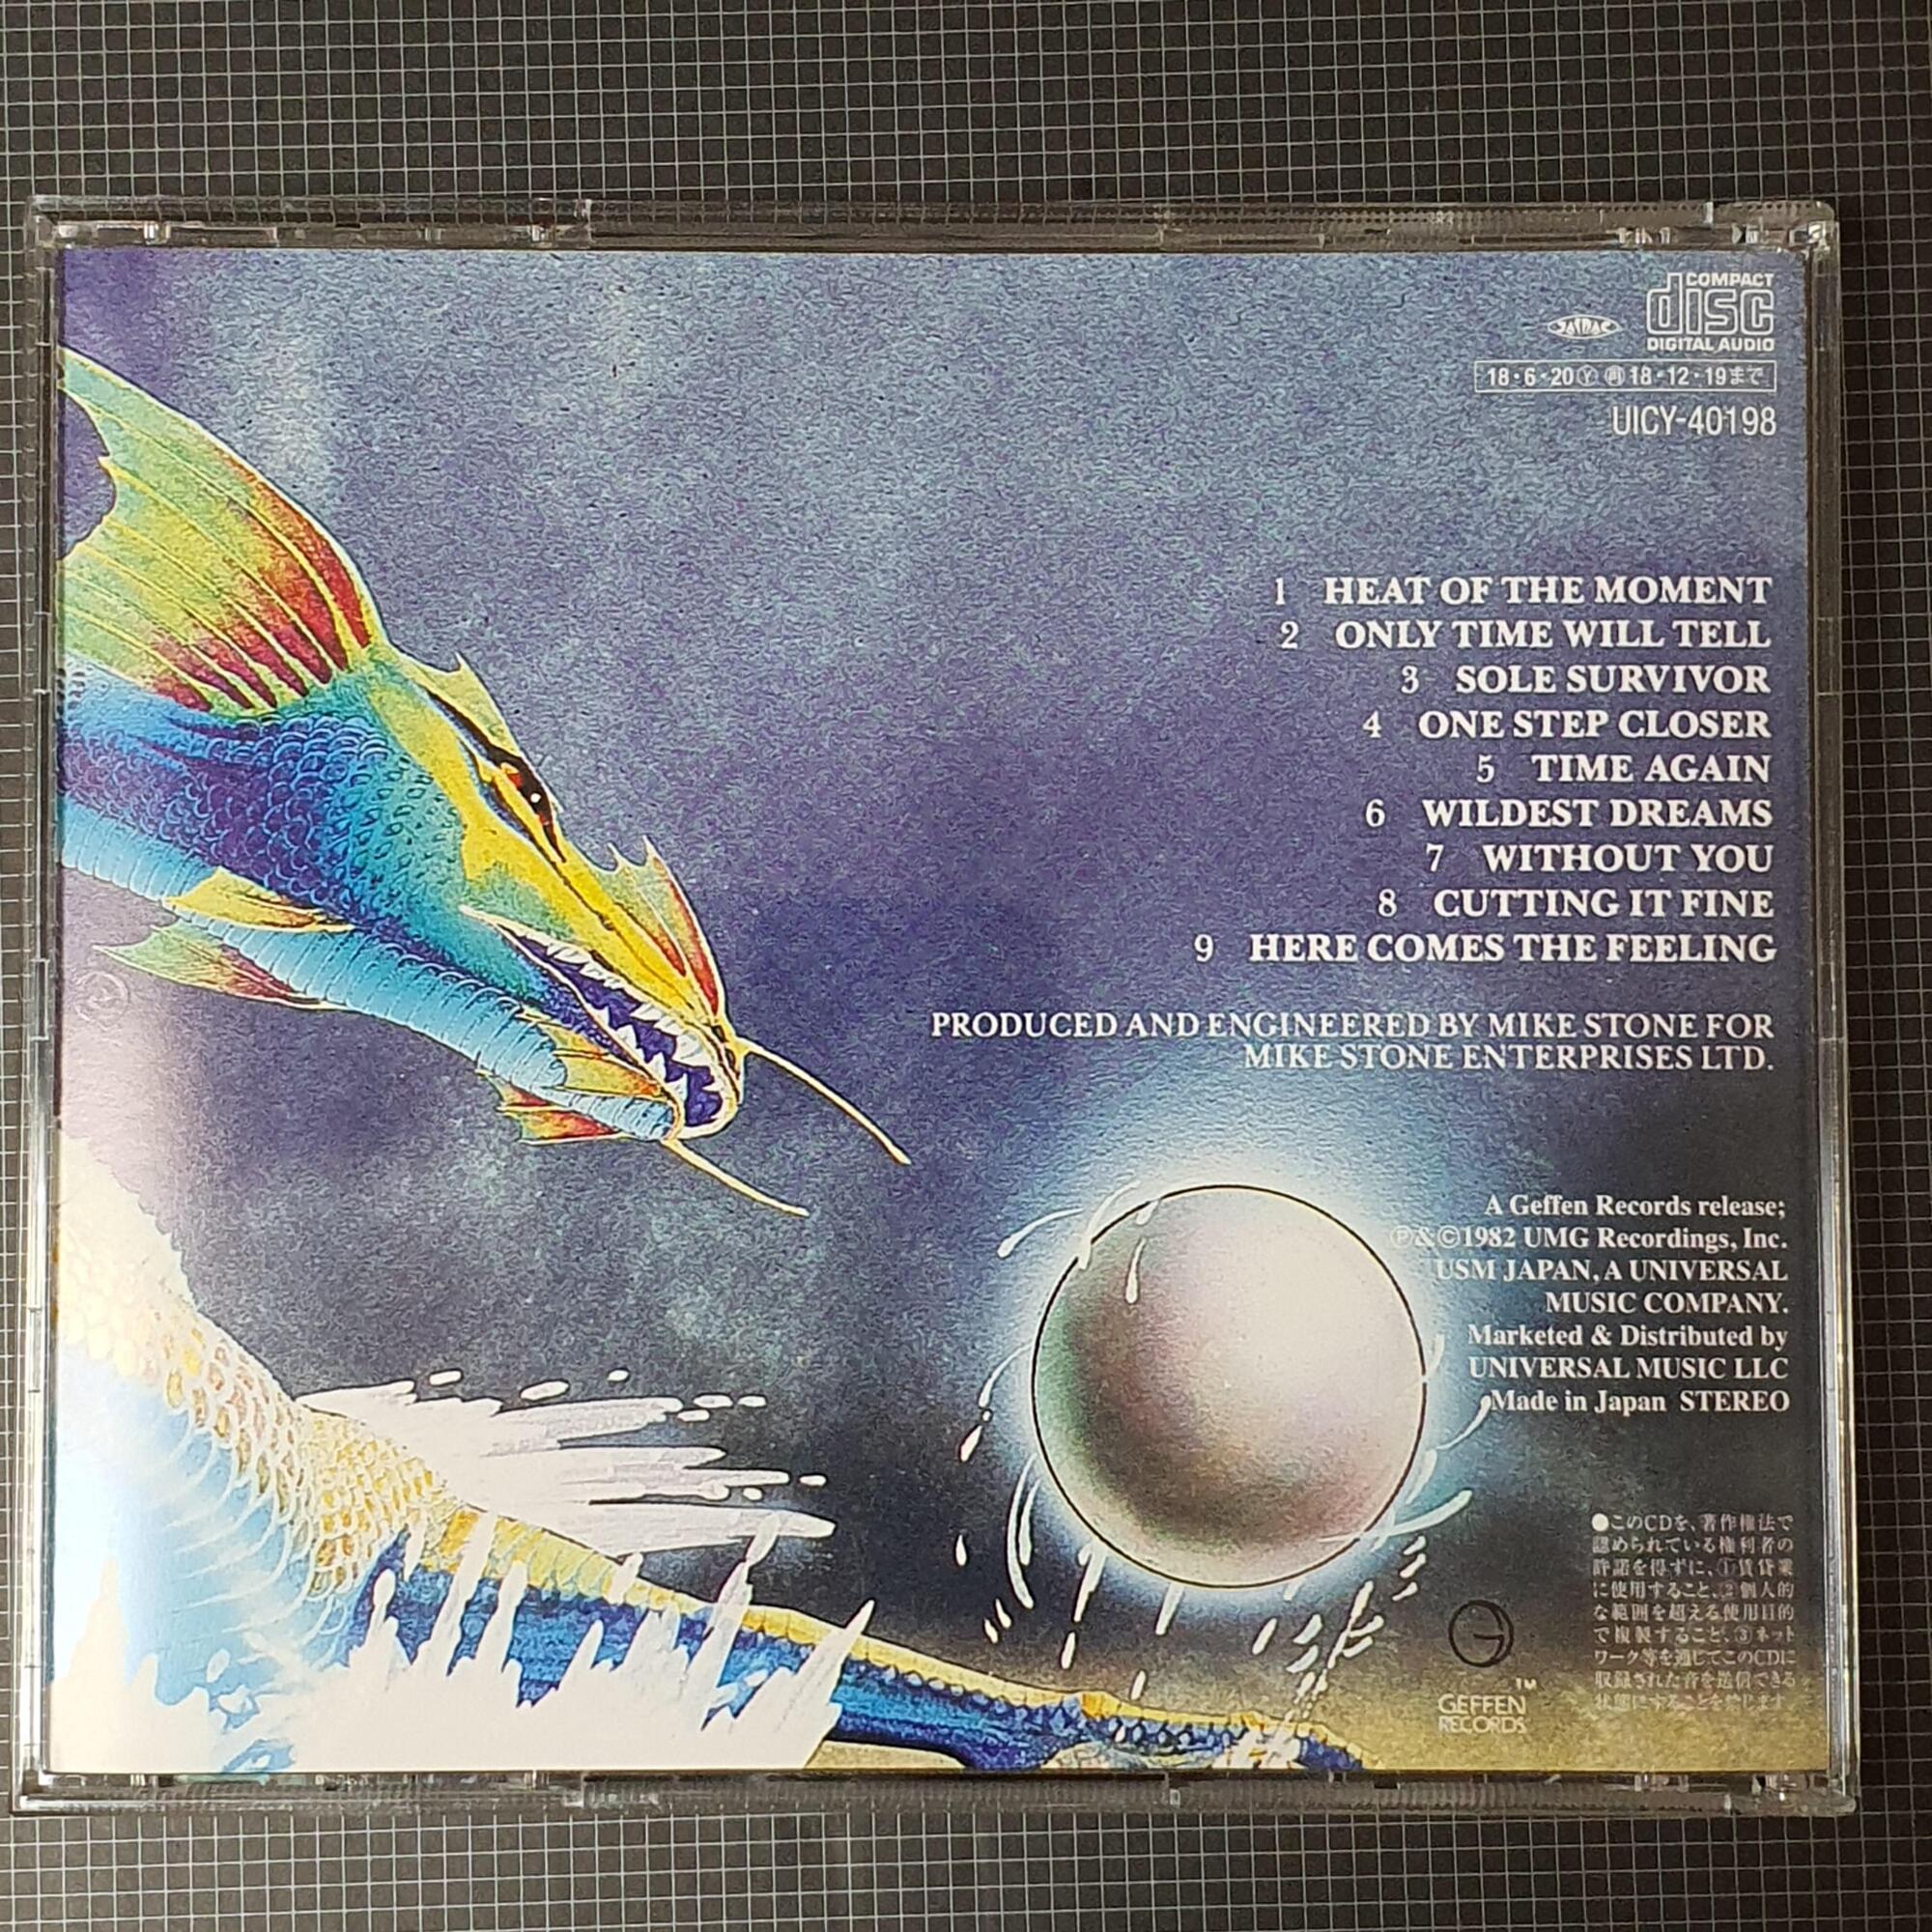 COMPACT
disc
DIGITAL AUDIO
JASRAC
18・6・20Ⓨ㊢18・12・19まで
UICY-40198
1 HEAT OF THE MOMENT
2 ONLY TIME WILL TELL
3 SOLE SURVIVOR
4 ONE STEP CLOSER
5 TIME AGAIN
6 WILDEST DREAMS
7 WITHOUT YOU
8 CUTTING IT FINE
9 HERE COMES THE FEELING
PRODUCED AND ENGINEERED BY MIKE STONE FOR
MIKE STONE ENTERPRISES LTD.
A Geffen Records release;
℗&©1982 UMG Recordings, Inc.
USM JAPAN, A UNIVERSAL
MUSIC COMPANY.
Marketed & Distributed by
UNIVERSAL MUSIC LLC
Made in Japan STEREO
●このCDを、著作権法で
認められている権利者の
許諾を得ずに、①賃貸業
に使用すること、②個人的
な範囲を超える使用目的
で複製すること、③ネット
ワーク等を通じてこのCDに
収録された音を送信できる
状態にすることを禁じます
TM
GEFFEN
RECORDS